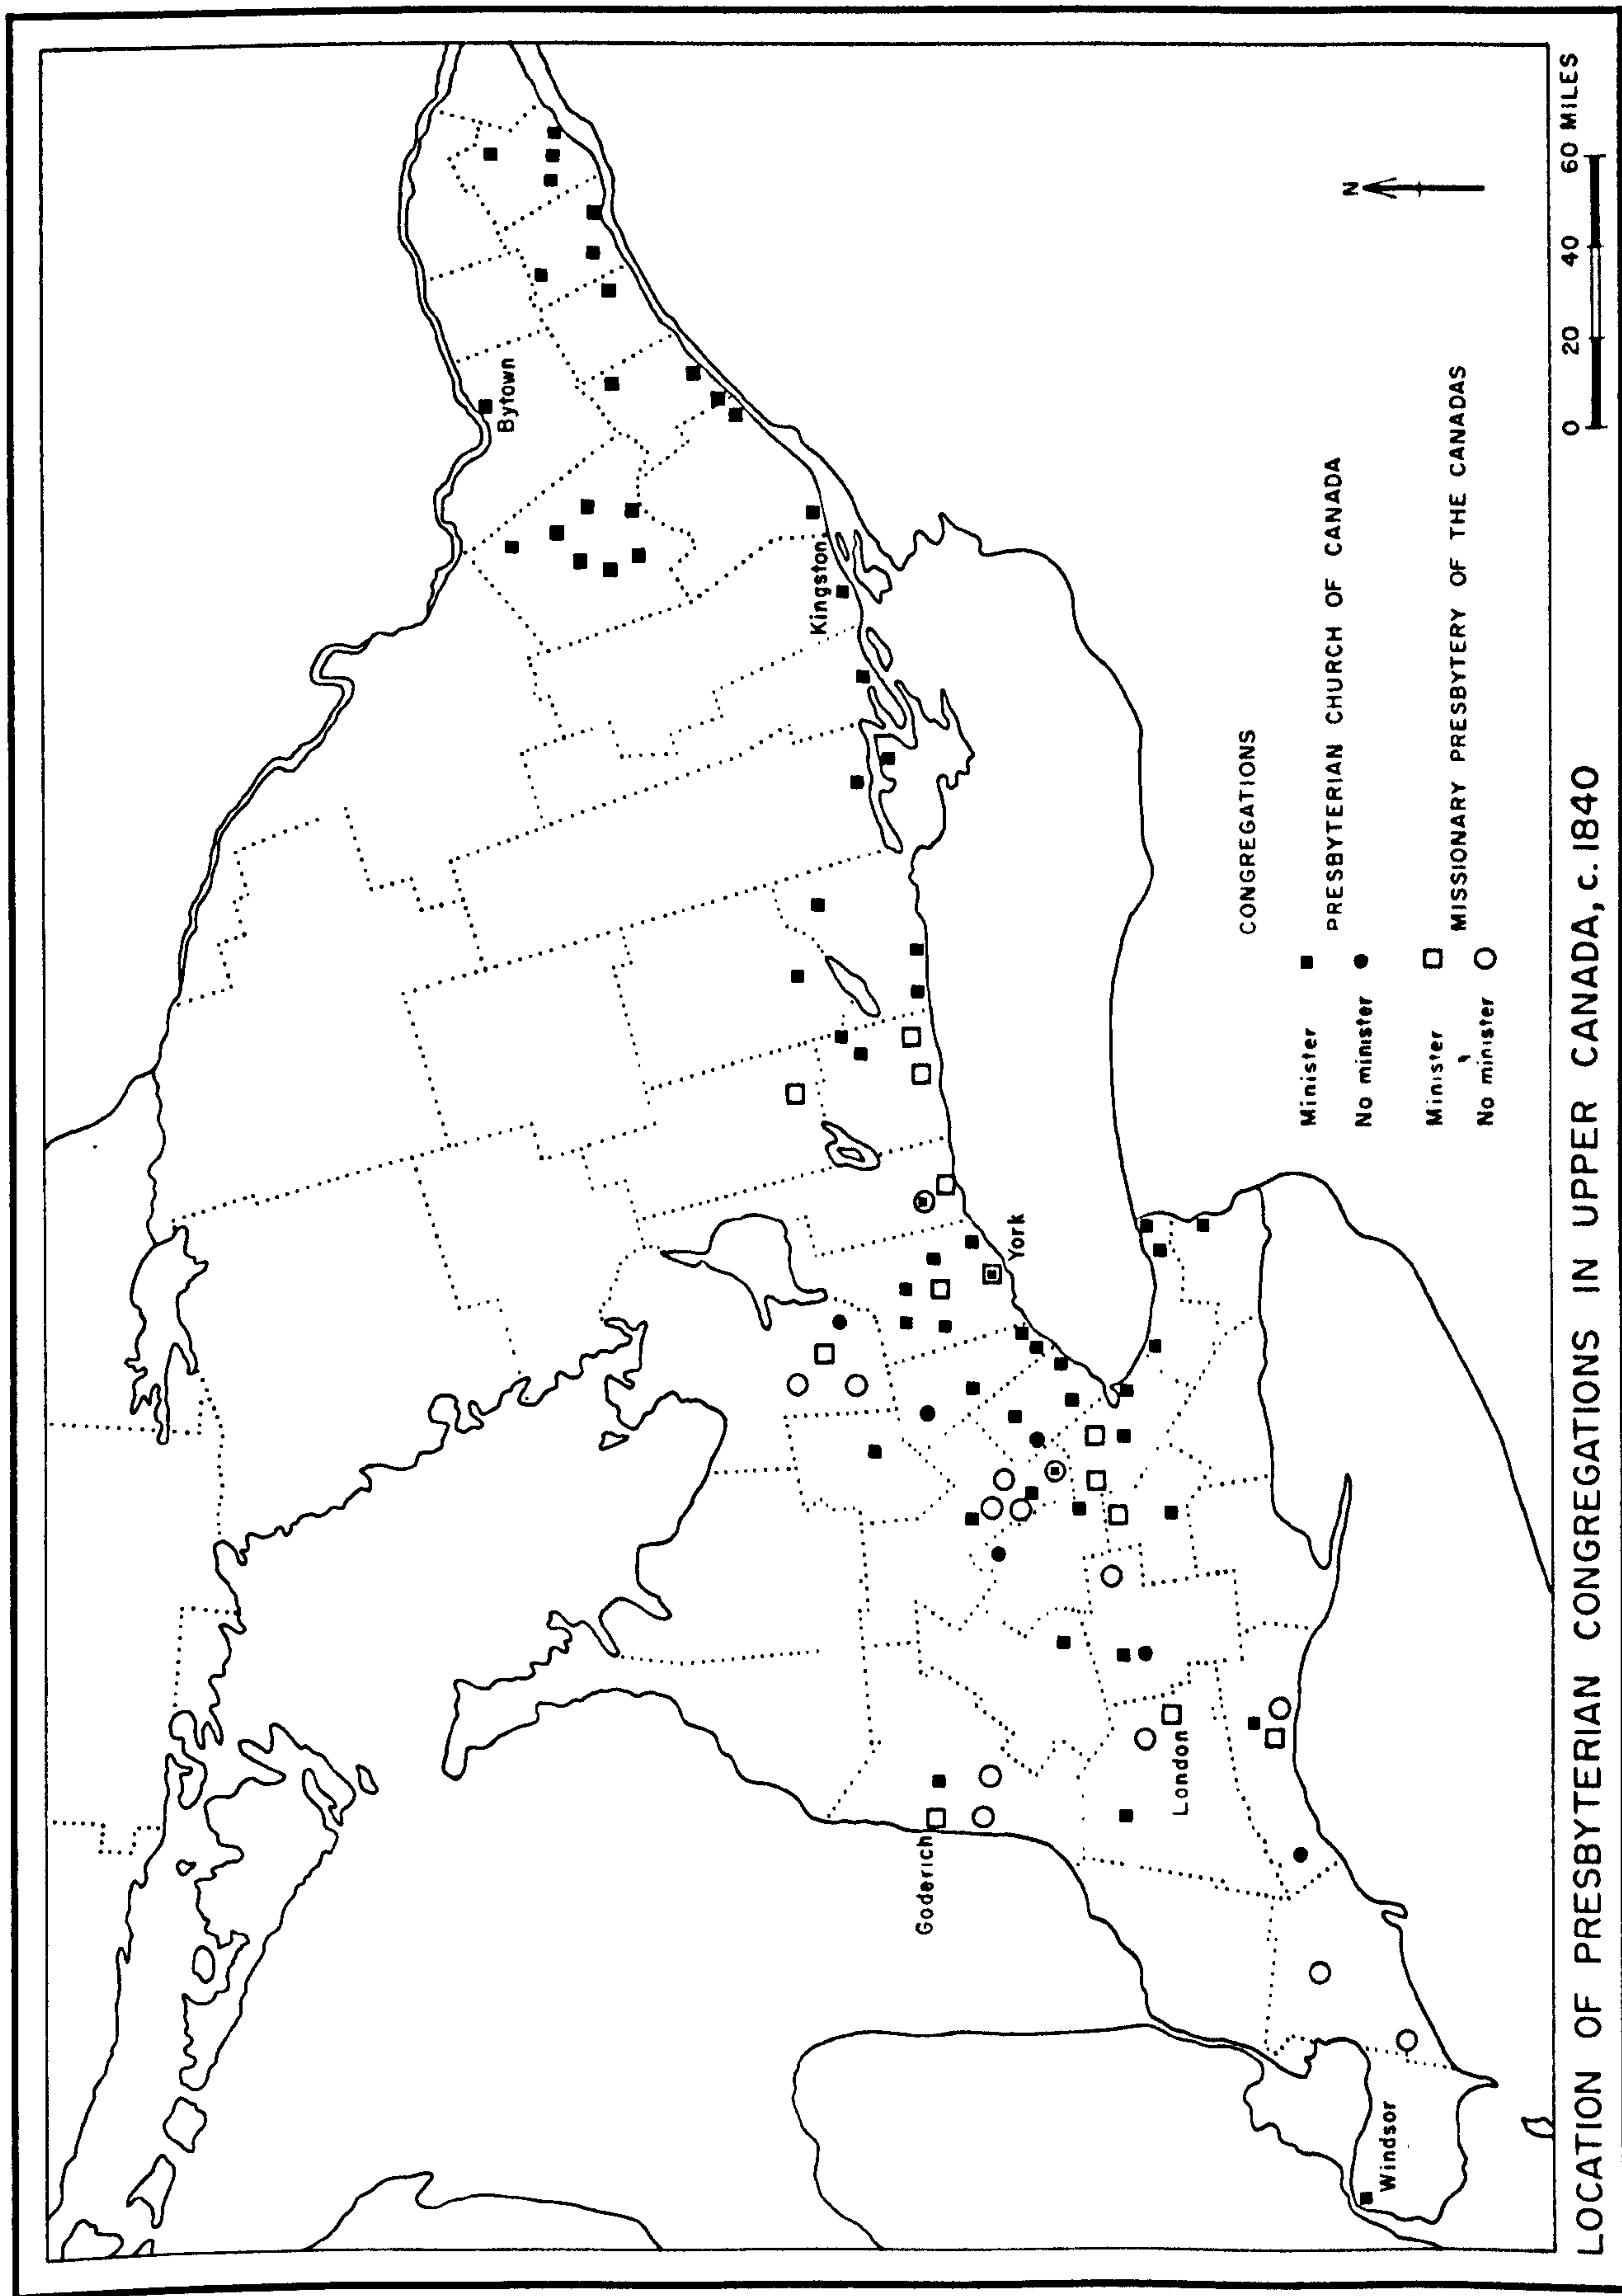 Bytown
Kingston
York
Goderich
London
Windsor
N
CONGREGATIONS
PRESBYTERIAN CHURCH OF CANADA
Minister
No minister
MISSIONARY PRESBYTERY OF THE CANADAS
Minister
No minister
0 20 40 60 MILES
LOCATION OF PRESBYTERIAN CONGREGATIONS IN UPPER CANADA, c. 1840